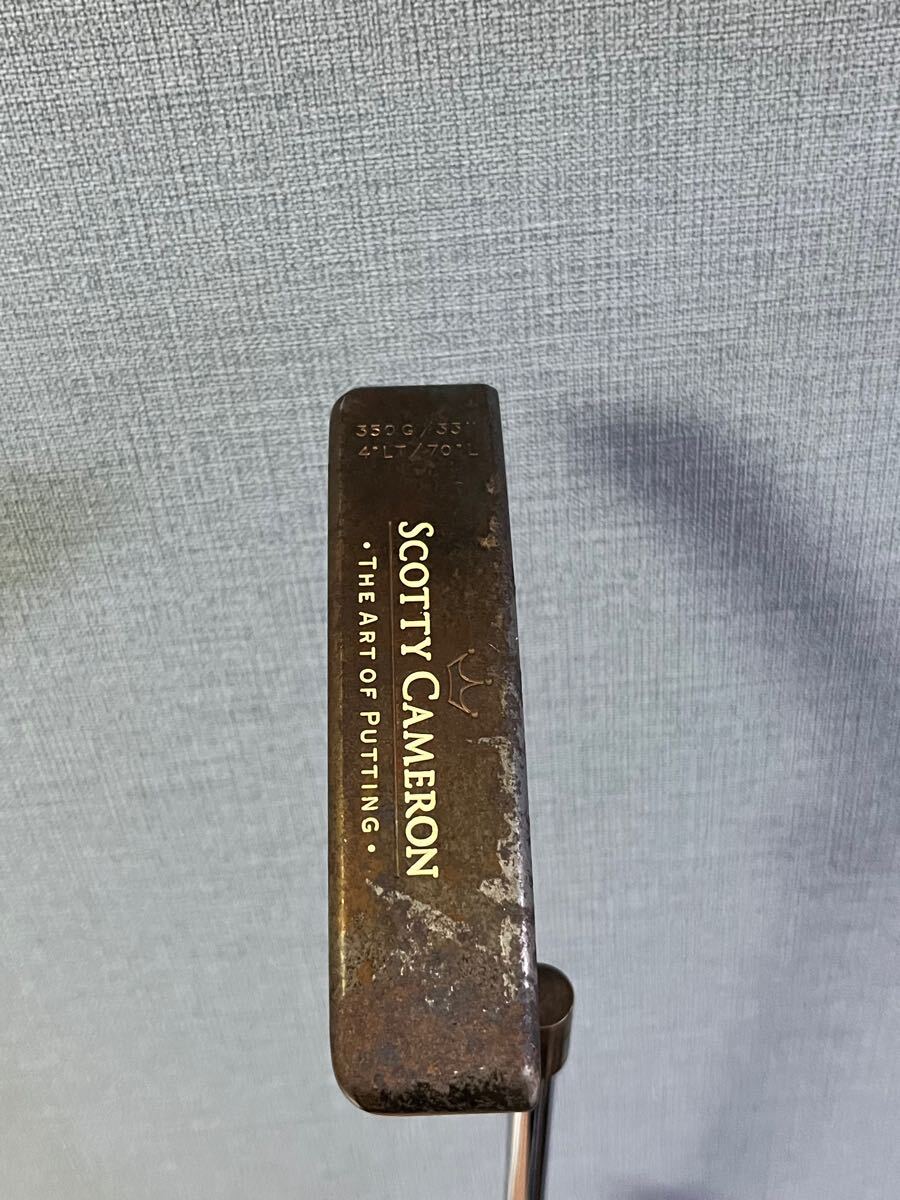 350G/33"
4°LT/70°L
SCOTTY CAMERON
• THE ART OF PUTTING •